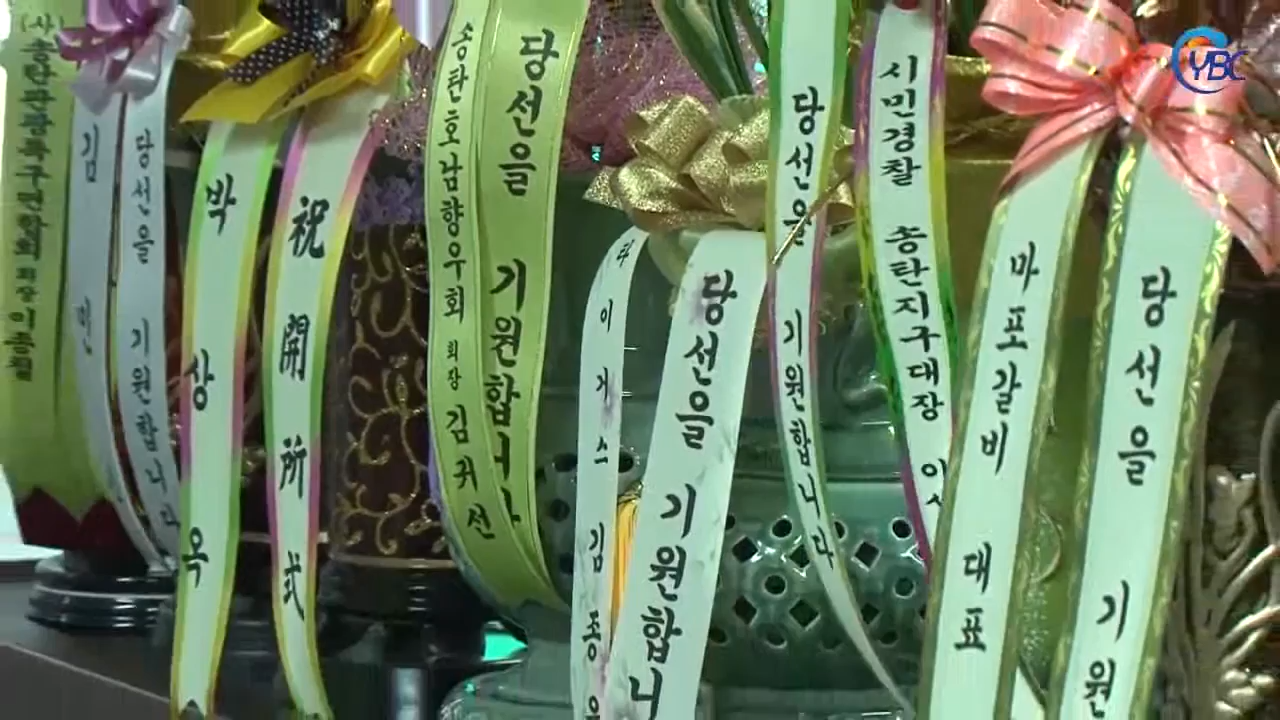 (사)송탄관광특구연합회 회장 이종필
김
당선을 기원합니다
박 상 옥
祝 開 所 式
송탄호남향우회 회장 김귀선
당선을 기원합니다
타이거스 김종
당선을 기원합니
당선을 기원합니다
시민경찰 송탄지구대장 이
마포갈비 대표
당선을 기원
YBC